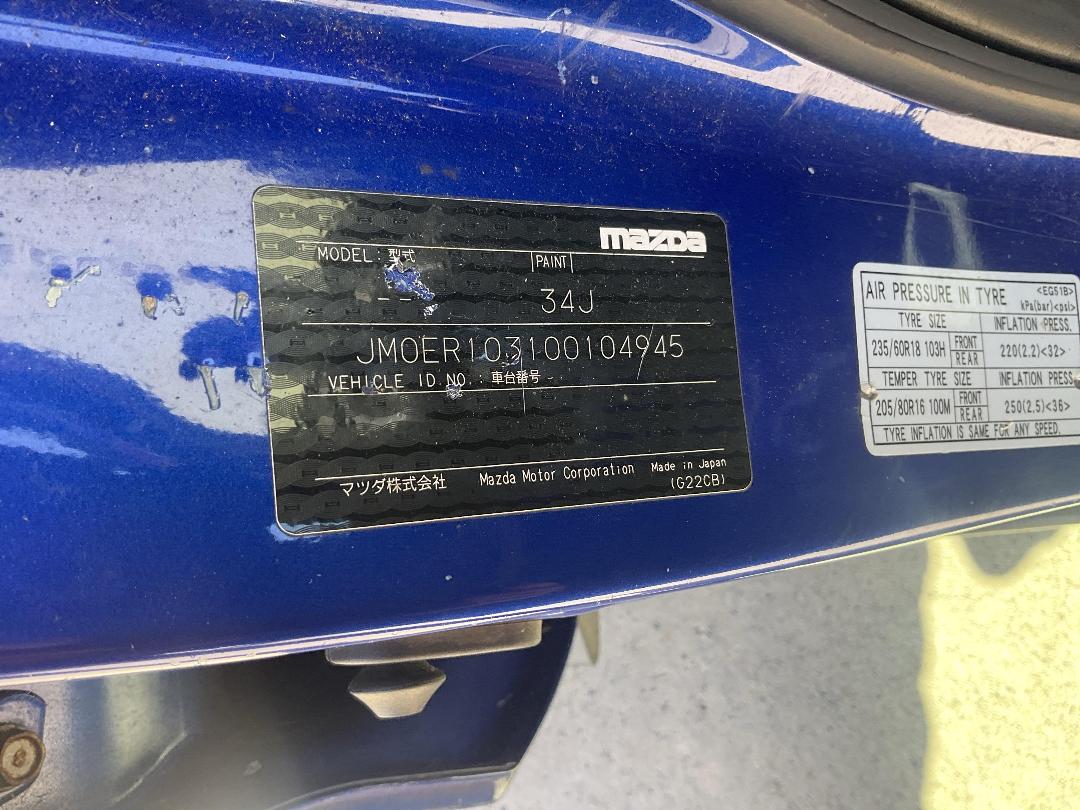 mazda
MODEL: 型式
PAINT
--
34J
JM0ER103100104945
VEHICLE ID.NO.: 車台番号
マツダ株式会社
Mazda Motor Corporation
Made in Japan
(G22CB)
AIR PRESSURE IN TYRE
<EG51B>
kPa(bar)<psi>
TYRE SIZE
INFLATION PRESS.
235/60R18 103H
FRONT
REAR
220(2.2)<32>
TEMPER TYRE SIZE
INFLATION PRESS
205/80R16 100M
FRONT
REAR
250(2.5)<36>
TYRE INFLATION IS SAME FOR ANY SPEED.